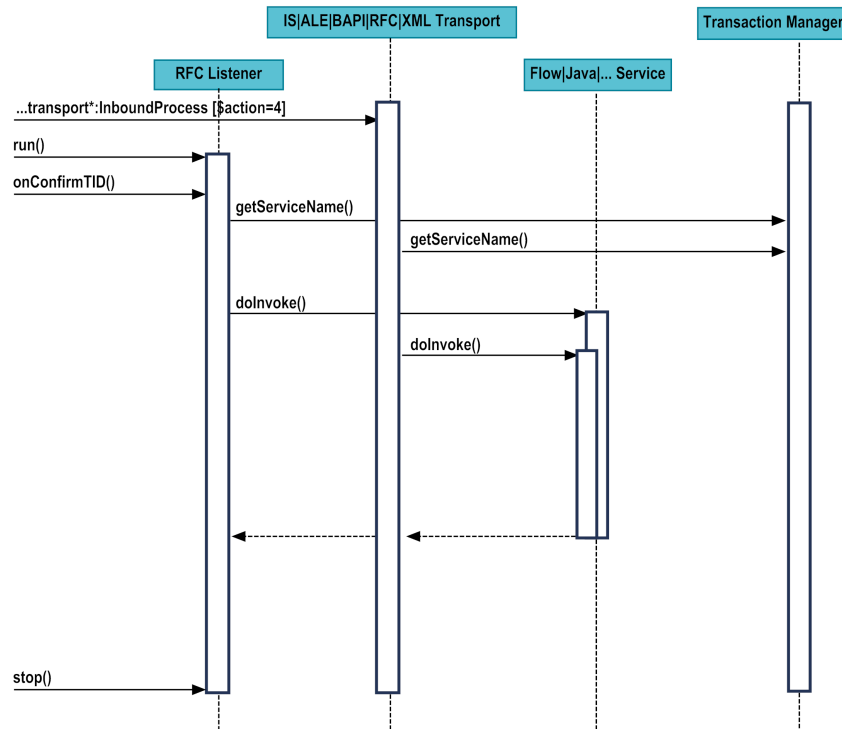 IS|ALE|BAPI|RFC|XML Transport
Transaction Manager
RFC Listener
Flow|Java|... Service
...transport*:InboundProcess [$action=4]
run()
onConfirmTID()
getServiceName()
getServiceName()
doInvoke()
doInvoke()
stop()